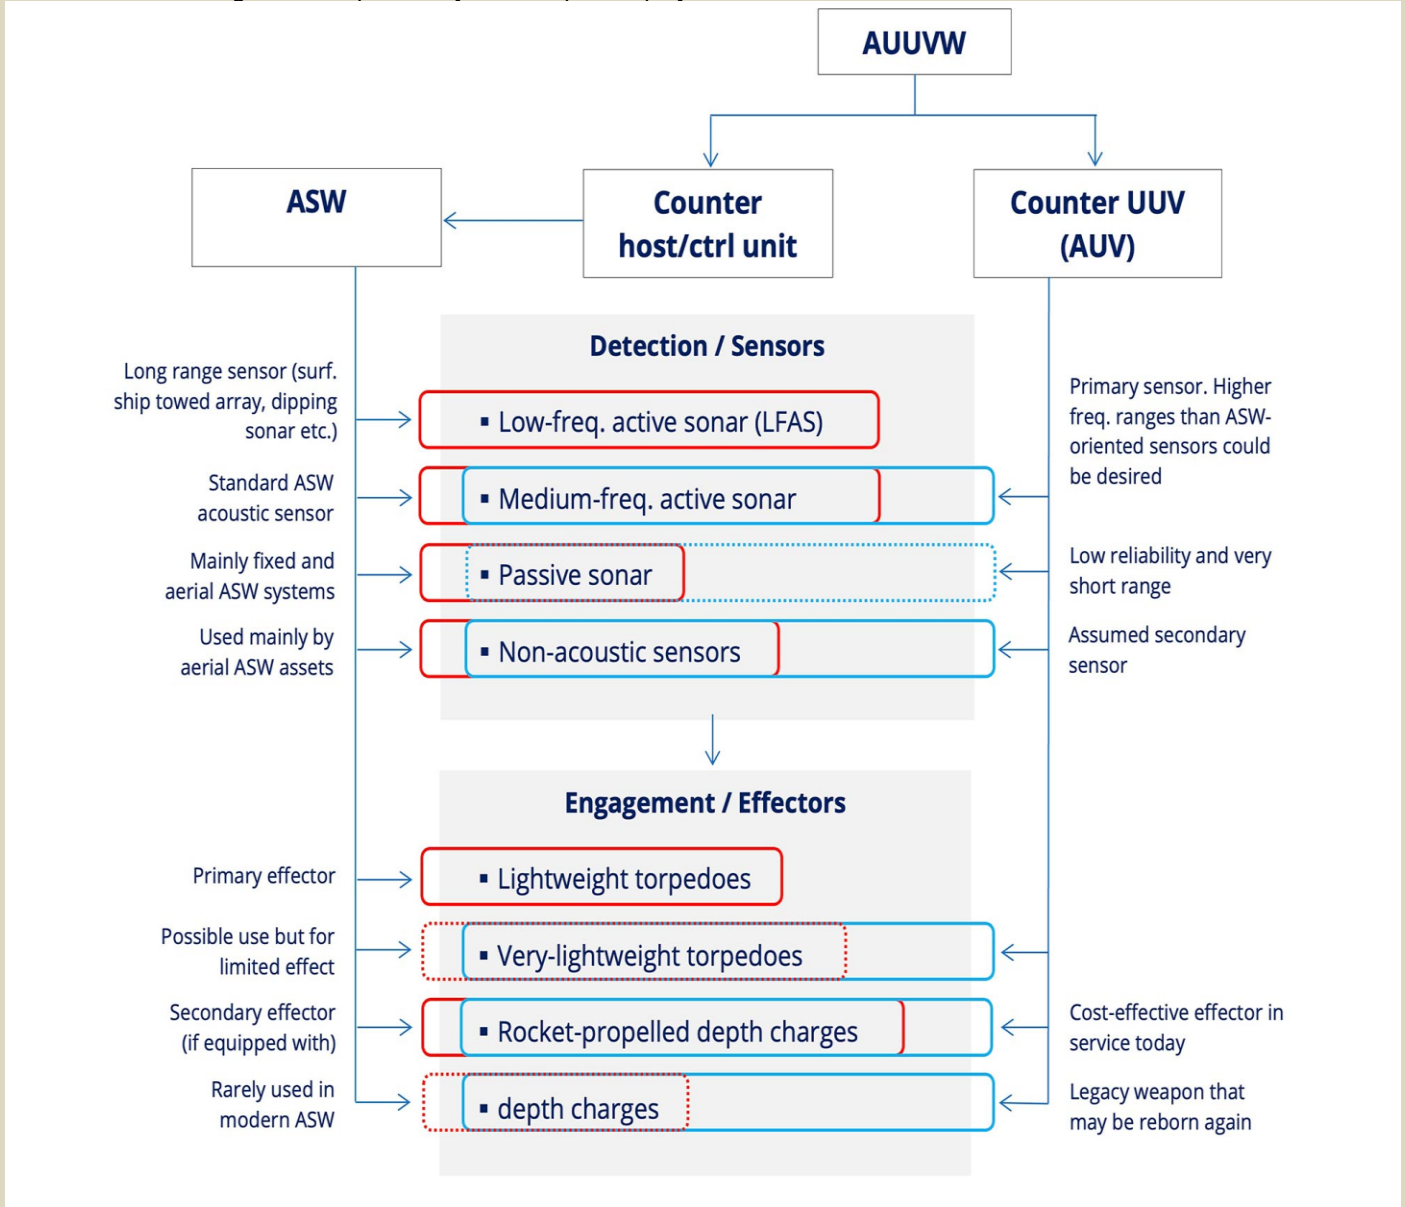 AUUVW
ASW
Counter
host/ctrl unit
Counter UUV
(AUV)
Detection / Sensors
Long range sensor (surf.
ship towed array, dipping
sonar etc.)
▪ Low-freq. active sonar (LFAS)
Primary sensor. Higher
freq. ranges than ASW-
oriented sensors could
be desired
Standard ASW
acoustic sensor
▪ Medium-freq. active sonar
Mainly fixed and
aerial ASW systems
▪ Passive sonar
Low reliability and very
short range
Used mainly by
aerial ASW assets
▪ Non-acoustic sensors
Assumed secondary
sensor
Engagement / Effectors
Primary effector
▪ Lightweight torpedoes
Possible use but for
limited effect
▪ Very-lightweight torpedoes
Secondary effector
(if equipped with)
▪ Rocket-propelled depth charges
Cost-effective effector in
service today
Rarely used in
modern ASW
▪ depth charges
Legacy weapon that
may be reborn again